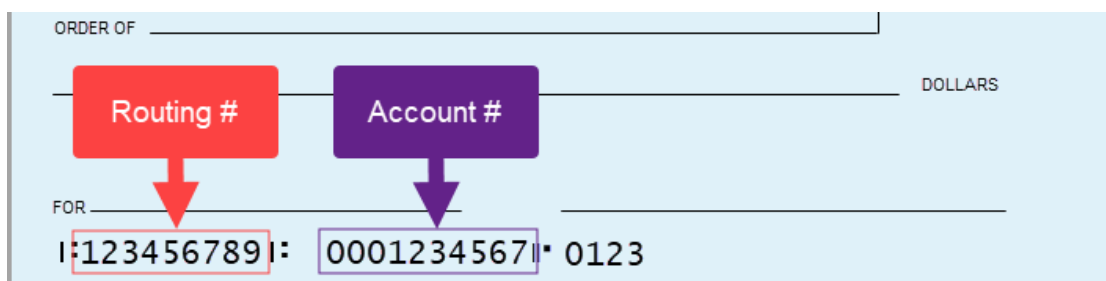 ORDER OF
DOLLARS
Routing #
Account #
FOR
⑆123456789⑆ 0001234567⑈ 0123